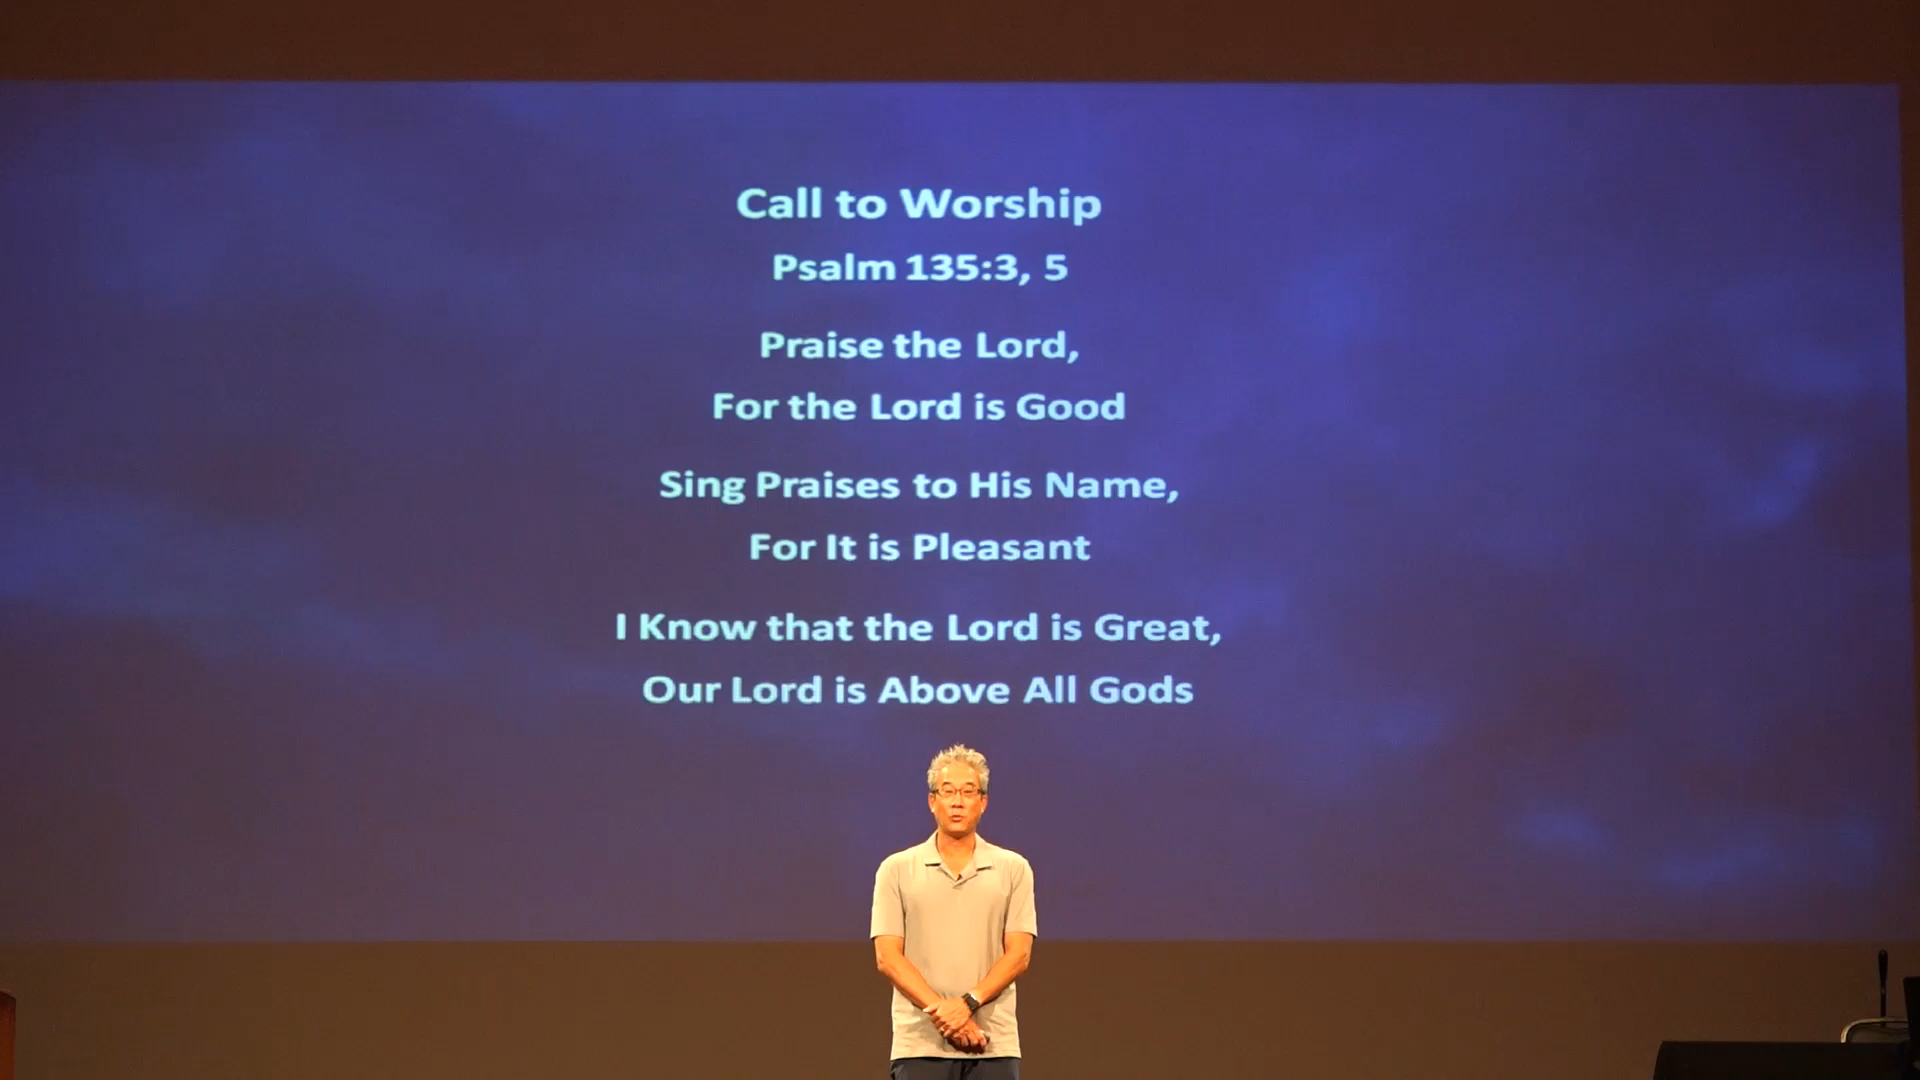 Call to Worship
Psalm 135:3, 5
Praise the Lord,
For the Lord is Good
Sing Praises to His Name,
For It is Pleasant
I Know that the Lord is Great,
Our Lord is Above All Gods